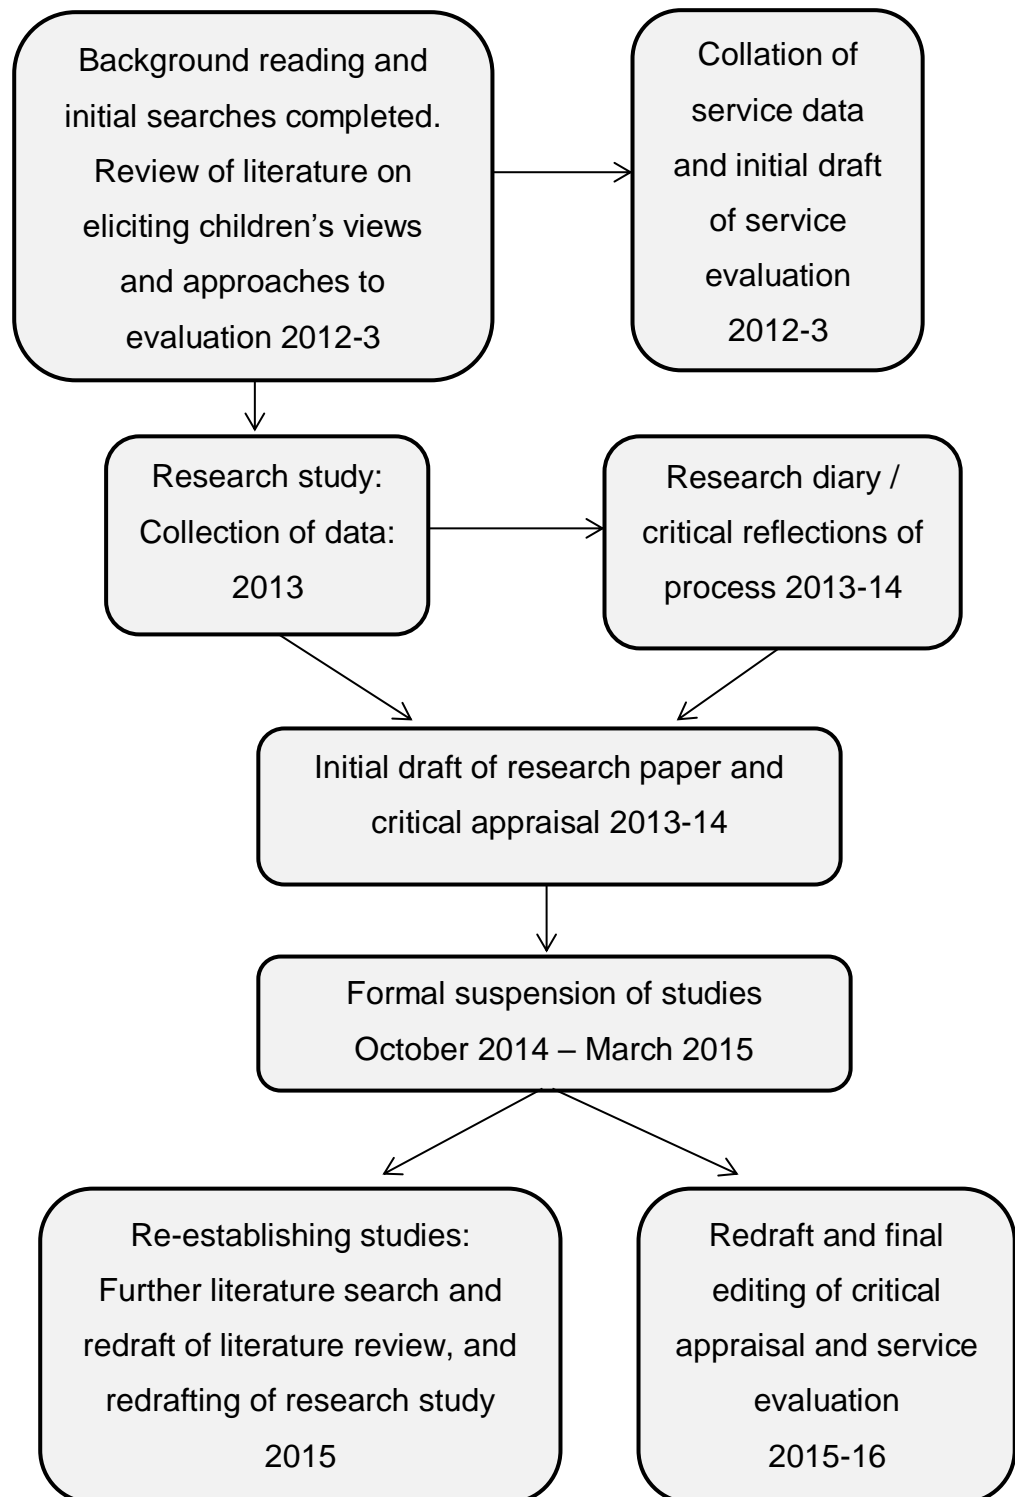 Background reading and
initial searches completed.
Review of literature on
eliciting children’s views
and approaches to
evaluation 2012-3
Collation of
service data
and initial draft
of service
evaluation
2012-3
Research study:
Collection of data:
2013
Research diary /
critical reflections of
process 2013-14
Initial draft of research paper and
critical appraisal 2013-14
Formal suspension of studies
October 2014 – March 2015
Re-establishing studies:
Further literature search and
redraft of literature review, and
redrafting of research study
2015
Redraft and final
editing of critical
appraisal and service
evaluation
2015-16